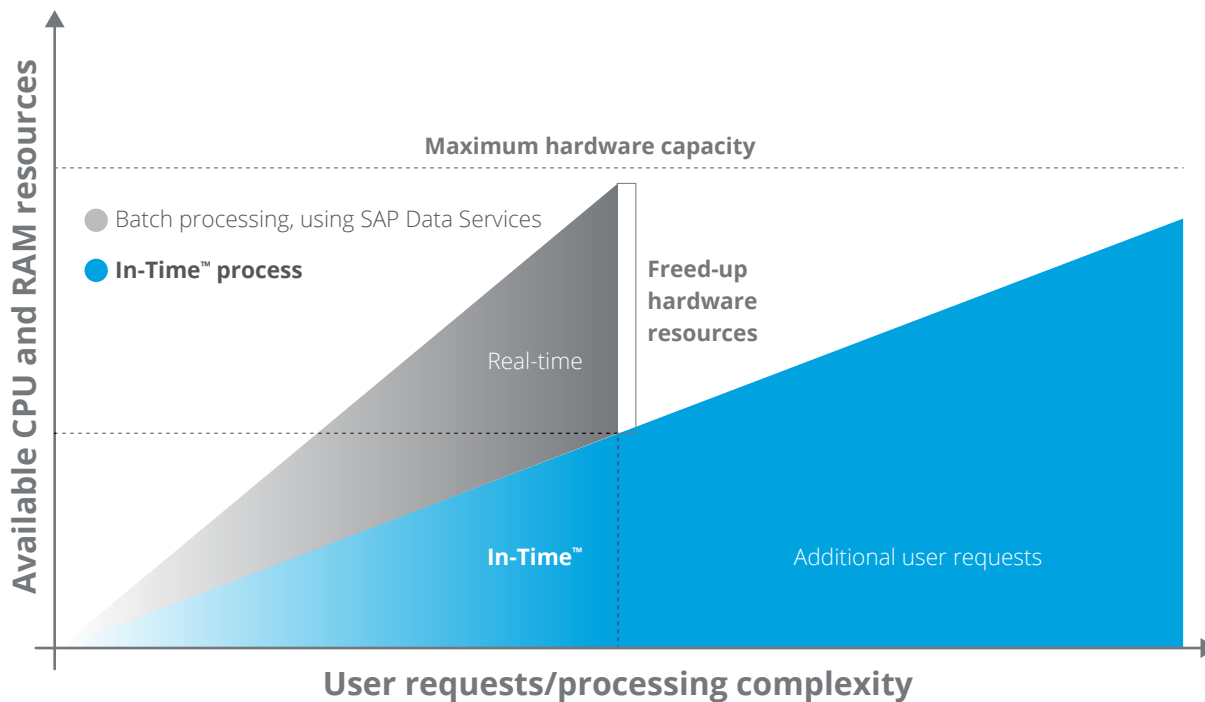 Available CPU and RAM resources
Maximum hardware capacity
Batch processing, using SAP Data Services
In-Time™ process
Freed-up
hardware
resources
Real-time
In-Time™
Additional user requests
User requests/processing complexity